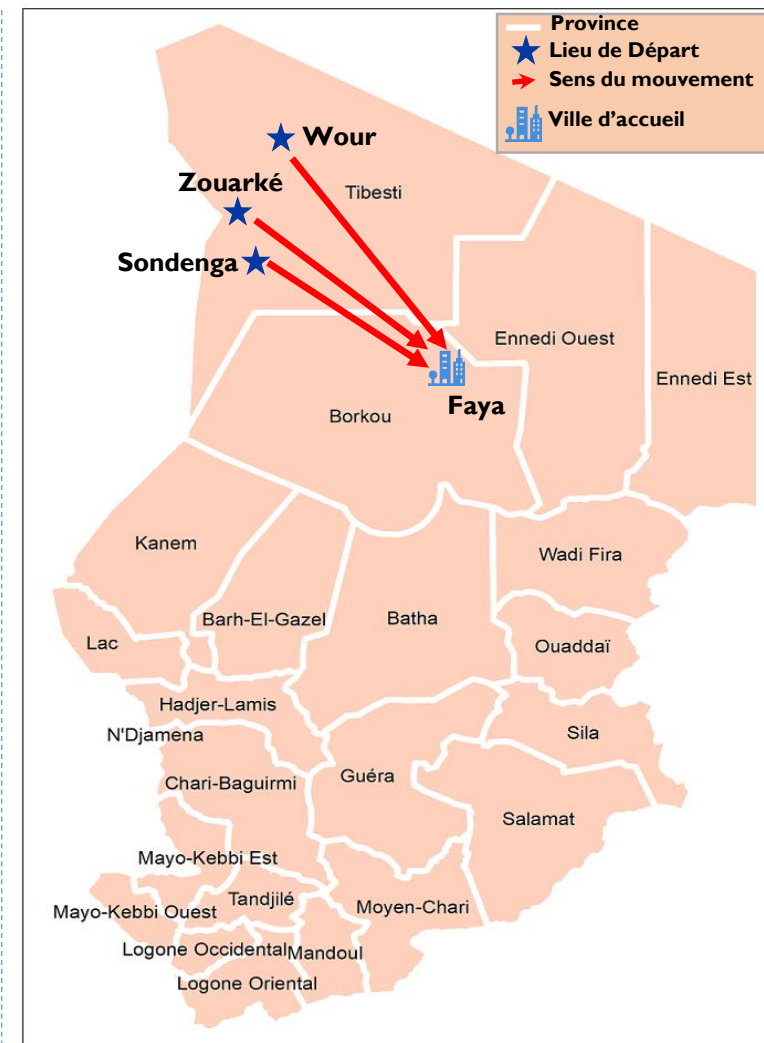 Province
Lieu de Départ
Sens du mouvement
Ville d'accueil
Wour
Zouarké
Tibesti
Sondenga
Ennedi Ouest
Ennedi Est
Faya
Borkou
Kanem
Wadi Fira
Barh-El-Gazel
Batha
Lac
Ouaddaï
Hadjer-Lamis
N'Djamena
Sila
Guéra
Chari-Baguirmi
Salamat
Mayo-Kebbi Est
Tandjilé
Moyen-Chari
Mayo-Kebbi Ouest
Logone Occidental
Mandoul
Logone Oriental